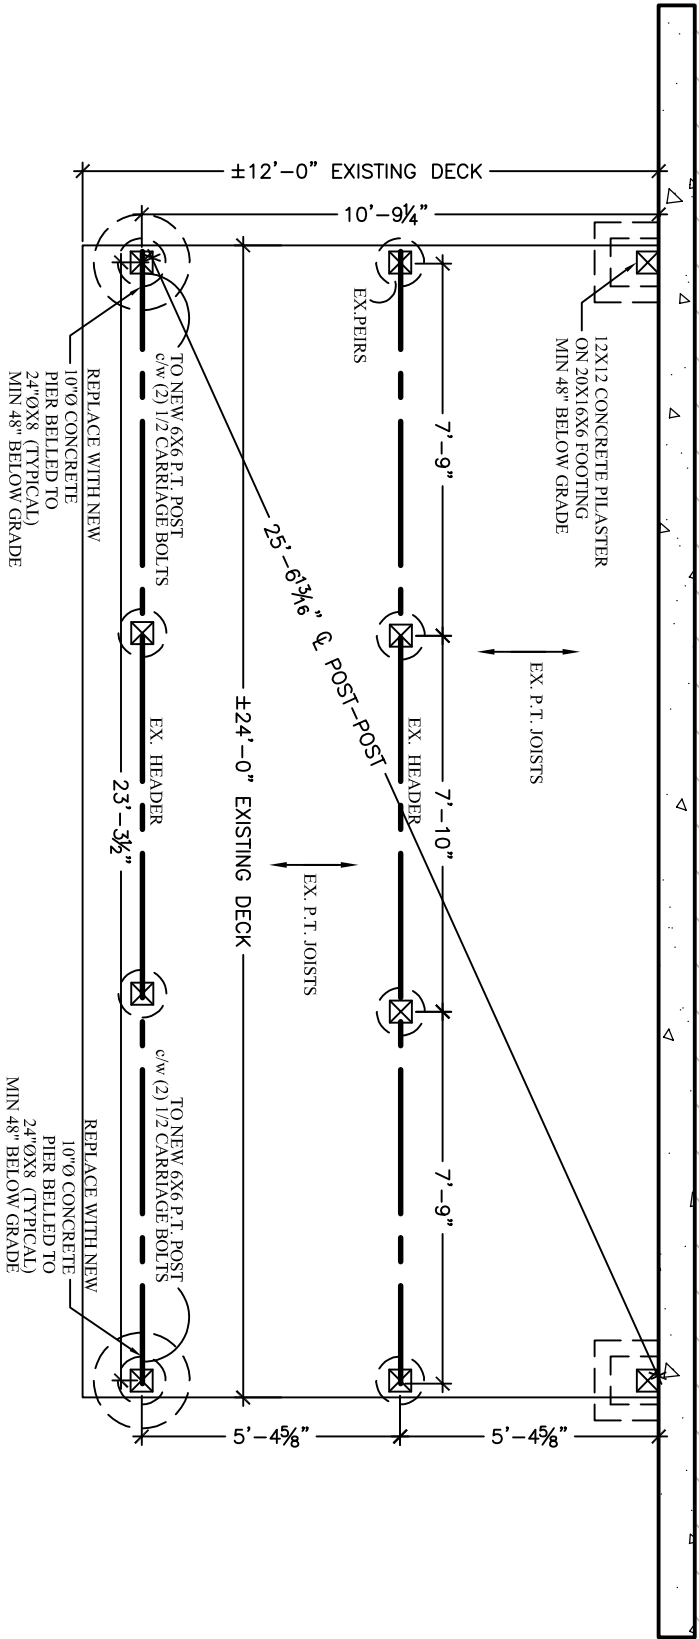 ±12'-0" EXISTING DECK
10'-9¼"
12X12 CONCRETE PILASTER
ON 20X16X6 FOOTING
MIN 48" BELOW GRADE
EX.PEIRS
7'-9"
7'-10"
7'-9"
EX. P.T. JOISTS
EX. HEADER
25'-6¹³⁄₁₆" ℄ POST-POST
EX. P.T. JOISTS
±24'-0" EXISTING DECK
TO NEW 6X6 P.T. POST
c/w (2) 1/2 CARRIAGE BOLTS
EX. HEADER
23'-3½"
REPLACE WITH NEW
10"Ø CONCRETE
PIER BELLED TO
24"ØX8 (TYPICAL)
MIN 48" BELOW GRADE
TO NEW 6X6 P.T. POST
c/w (2) 1/2 CARRIAGE BOLTS
REPLACE WITH NEW
10"Ø CONCRETE
PIER BELLED TO
24"ØX8 (TYPICAL)
MIN 48" BELOW GRADE
5'-4⅝"
5'-4⅝"